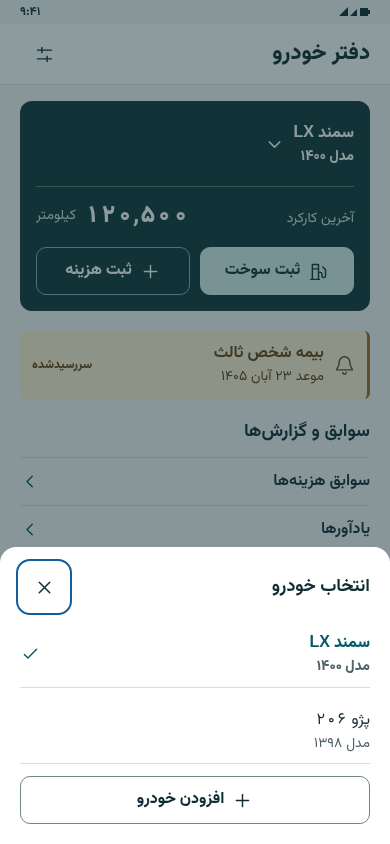 ۹:۴۱
دفتر خودرو
سمند LX
مدل ۱۴۰۰
آخرین کارکرد
۱۲۰,۵۰۰ کیلومتر
ثبت سوخت
ثبت هزینه
بیمه شخص ثالث
موعد ۲۳ آبان ۱۴۰۵
سررسیدشده
سوابق و گزارش‌ها
سوابق هزینه‌ها
یادآورها
انتخاب خودرو
سمند LX
مدل ۱۴۰۰
پژو ۲۰۶
مدل ۱۳۹۸
افزودن خودرو